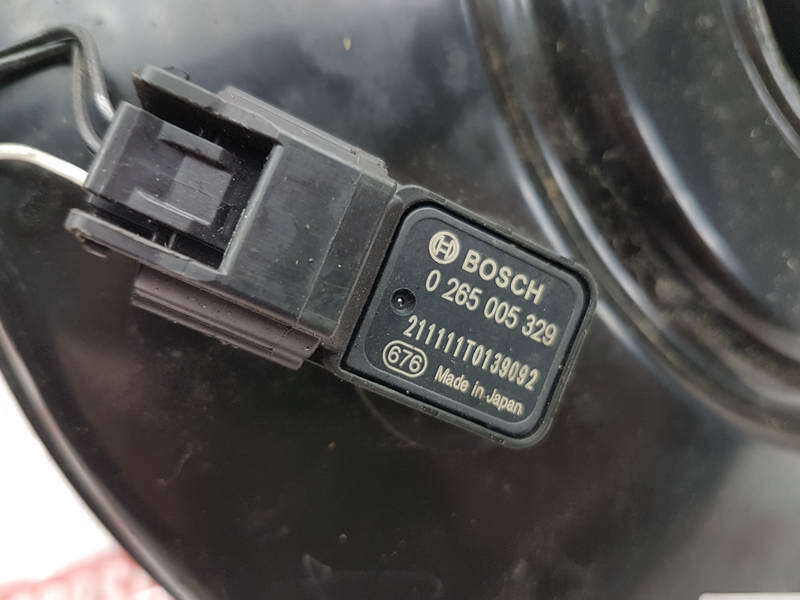 BOSCH
0 265 005 329
211111T0139092
676 Made in Japan